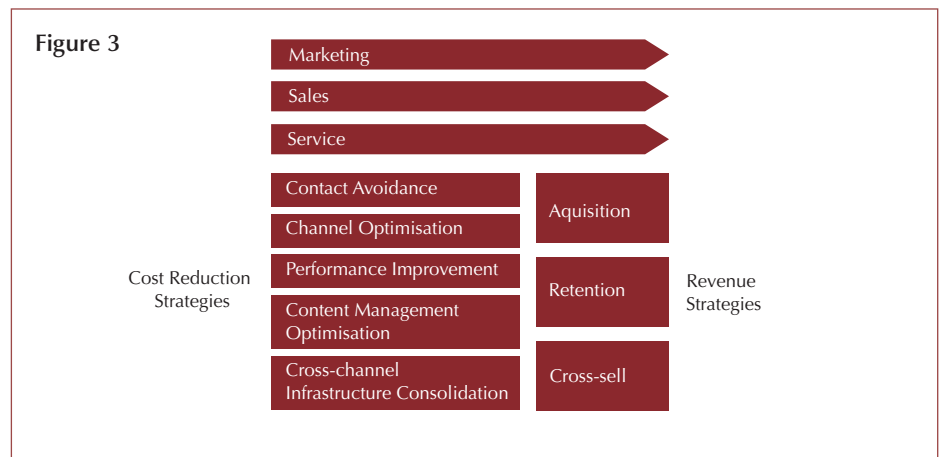 Figure 3
Marketing
Sales
Service
Contact Avoidance
Channel Optimisation
Performance Improvement
Content Management
Optimisation
Cross-channel
Infrastructure Consolidation
Aquisition
Retention
Cross-sell
Cost Reduction
Strategies
Revenue
Strategies